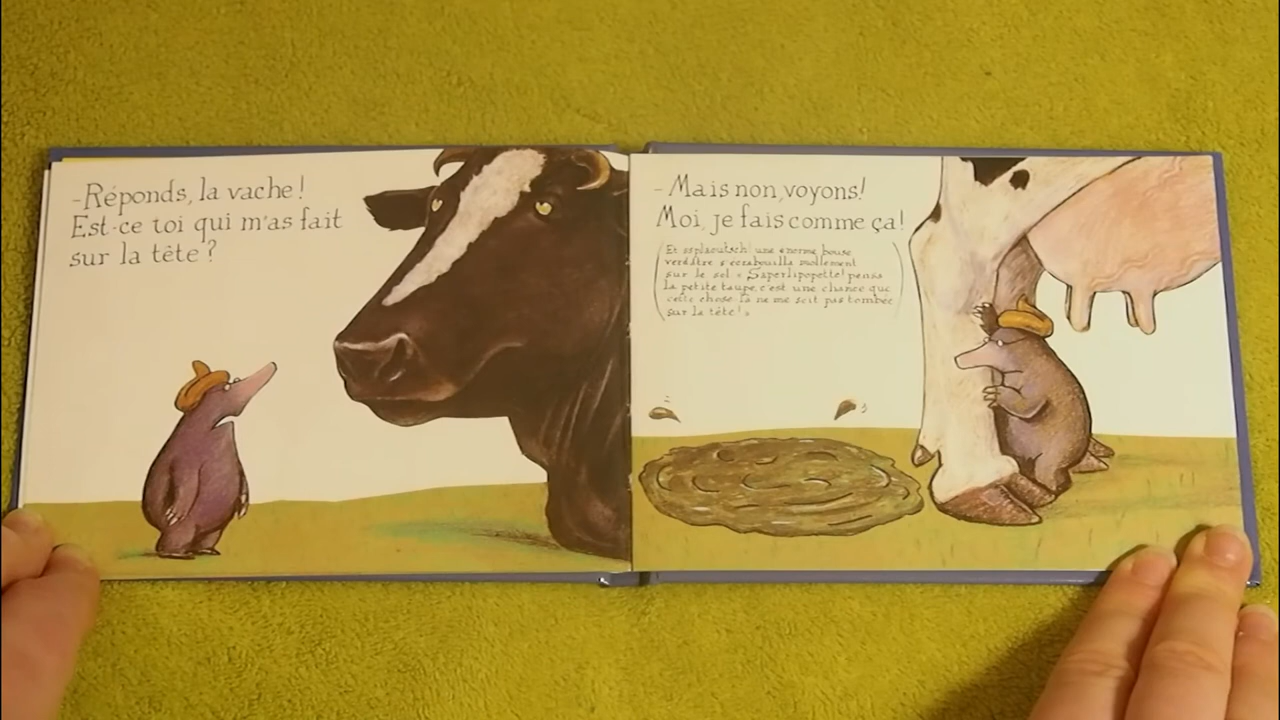 -Réponds, la vache!
Est-ce toi qui m'as fait
sur la tête?
- Mais non, voyons!
Moi, je fais comme ça!
(Et ssplaoutsch! une énorme bouse
verdâtre s'écrabouilla mollement
sur le sol « Saperlipopette! pensa
la petite taupe, c'est une chance que
cette chose-là ne me soit pas tombée
sur la tête! »)